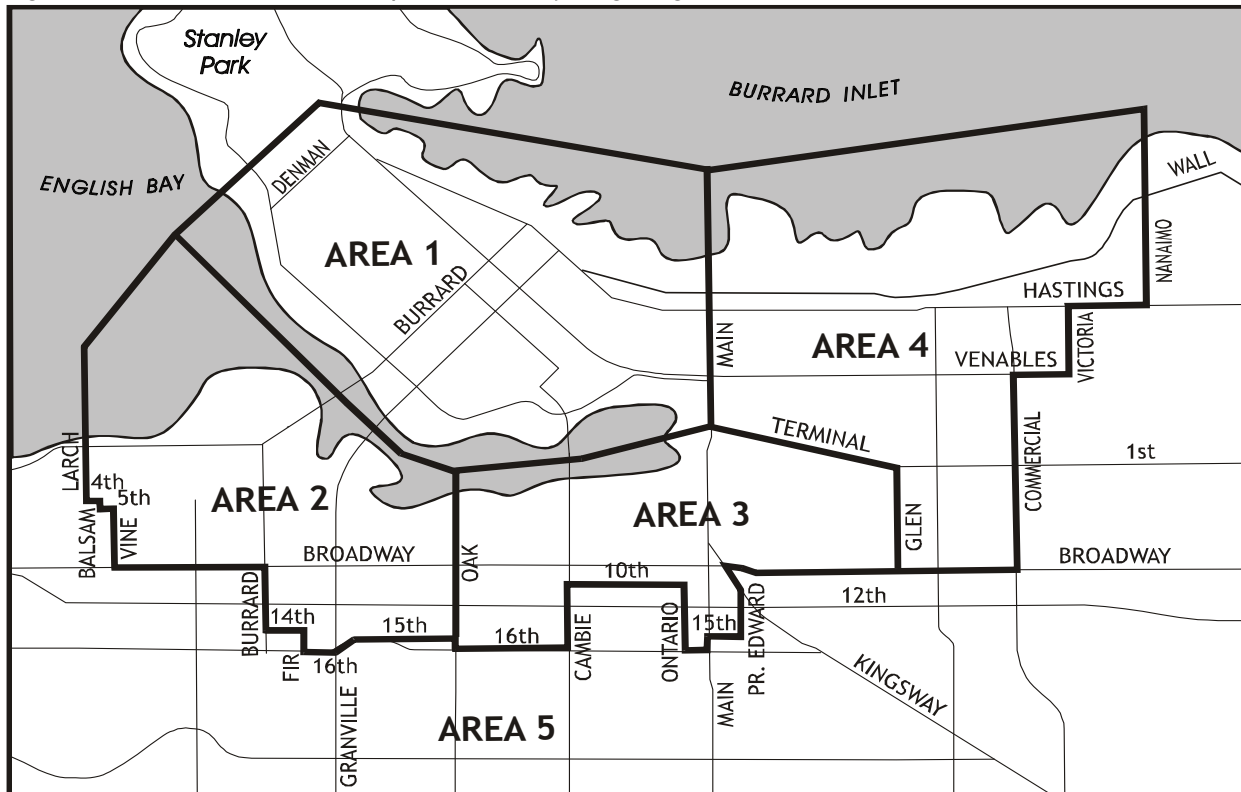 Stanley
Park
BURRARD INLET
ENGLISH BAY
DENMAN
WALL
AREA 1
BURRARD
NANAIMO
HASTINGS
MAIN
AREA 4
VENABLES
VICTORIA
TERMINAL
LARCH
1st
COMMERCIAL
4th
5th
AREA 2
AREA 3
BALSAM
VINE
GLEN
BROADWAY
OAK
BROADWAY
10th
12th
BURRARD
14th
15th
16th
CAMBIE
ONTARIO
15th
PR. EDWARD
FIR
16th
KINGSWAY
GRANVILLE
MAIN
AREA 5